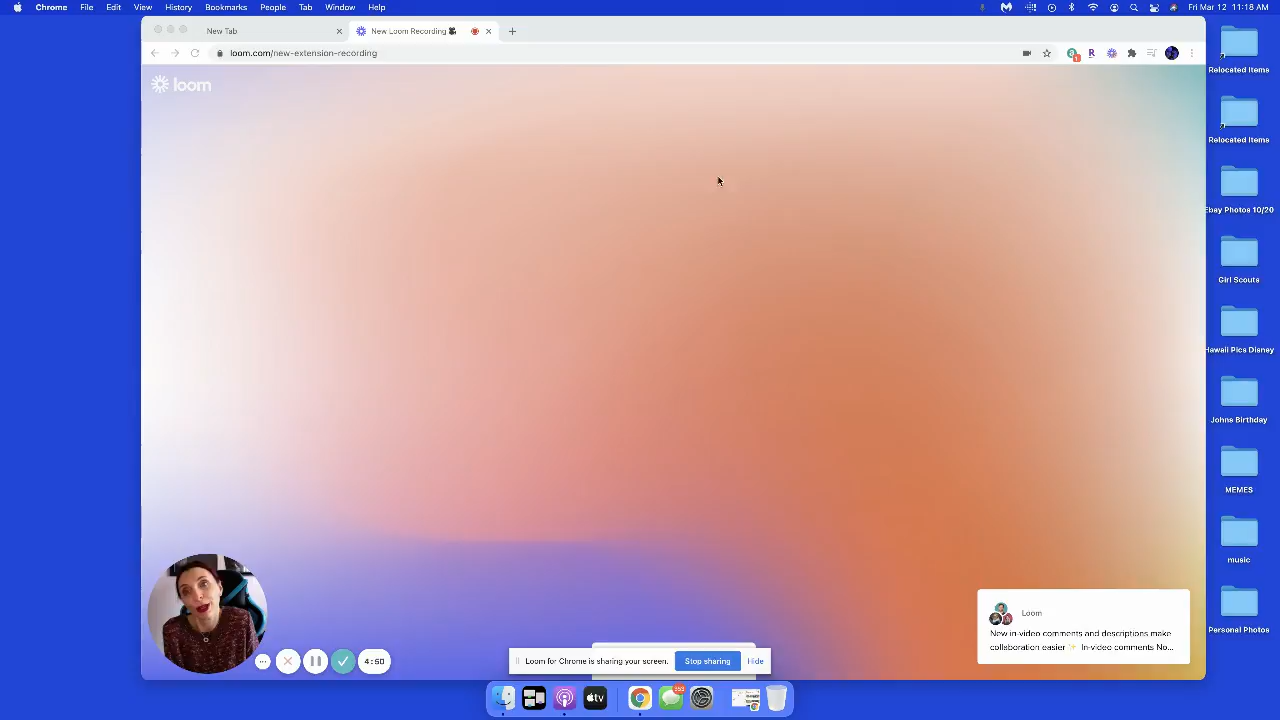 Chrome File Edit View History Bookmarks People Tab Window Help Fri Mar 12 11:18 AM
New Tab
New Loom Recording
loom.com/new-extension-recording
loom
Relocated Items
Relocated Items
Ebay Photos 10/20
Girl Scouts
Hawaii Pics Disney
Johns Birthday
MEMES
music
Personal Photos
Loom
New in-video comments and descriptions make
collaboration easier ✨ In-video comments No...
4:50
Loom for Chrome is sharing your screen. Stop sharing Hide